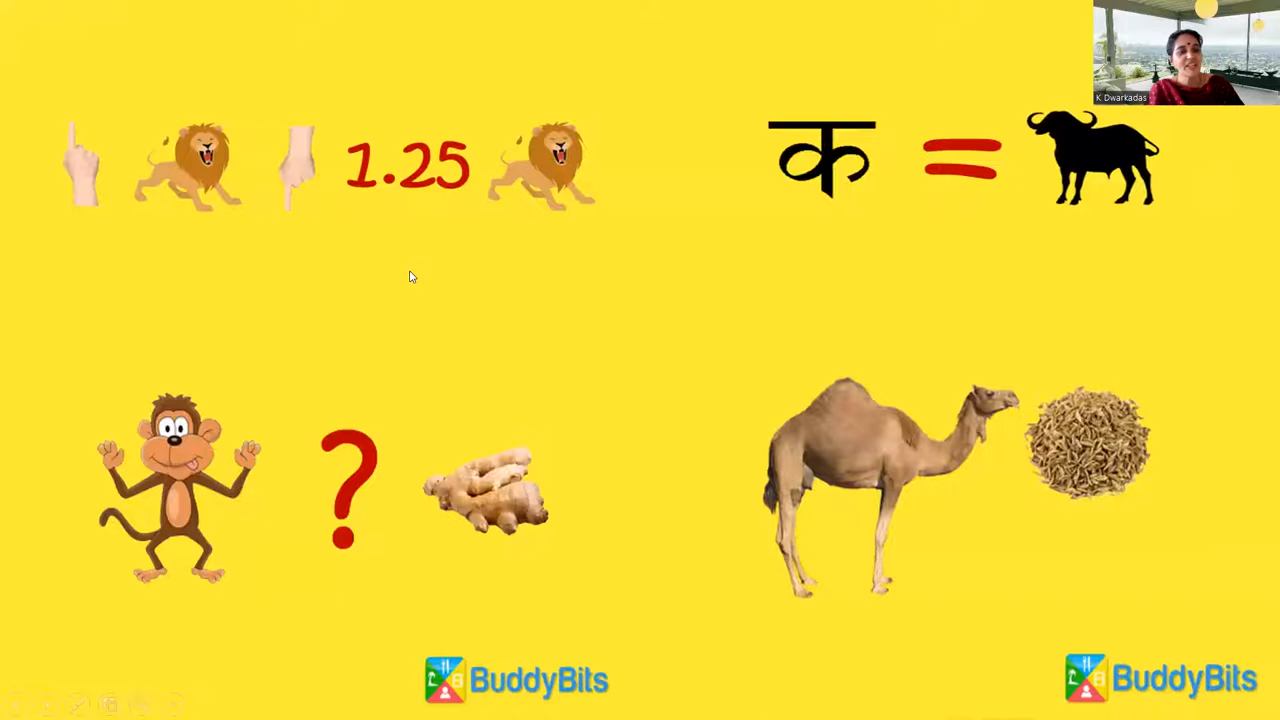 K Dwarkadas
1.25
क =
?
BuddyBits
BuddyBits